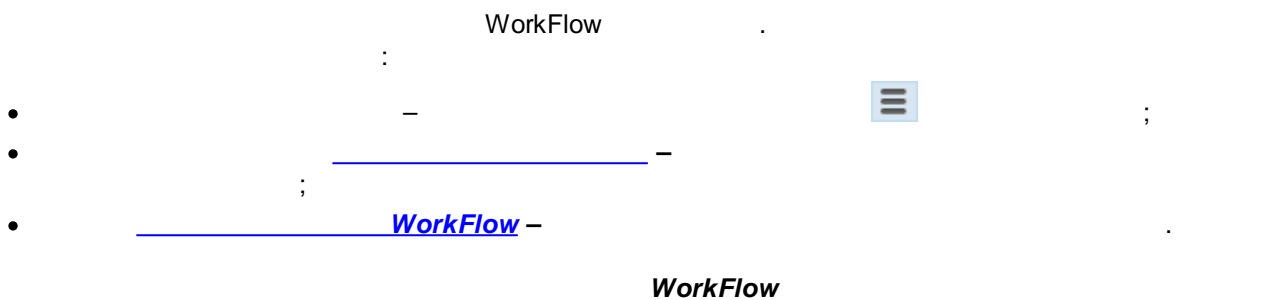 WorkFlow .
:
• – ;
• –
;
• WorkFlow – .
WorkFlow